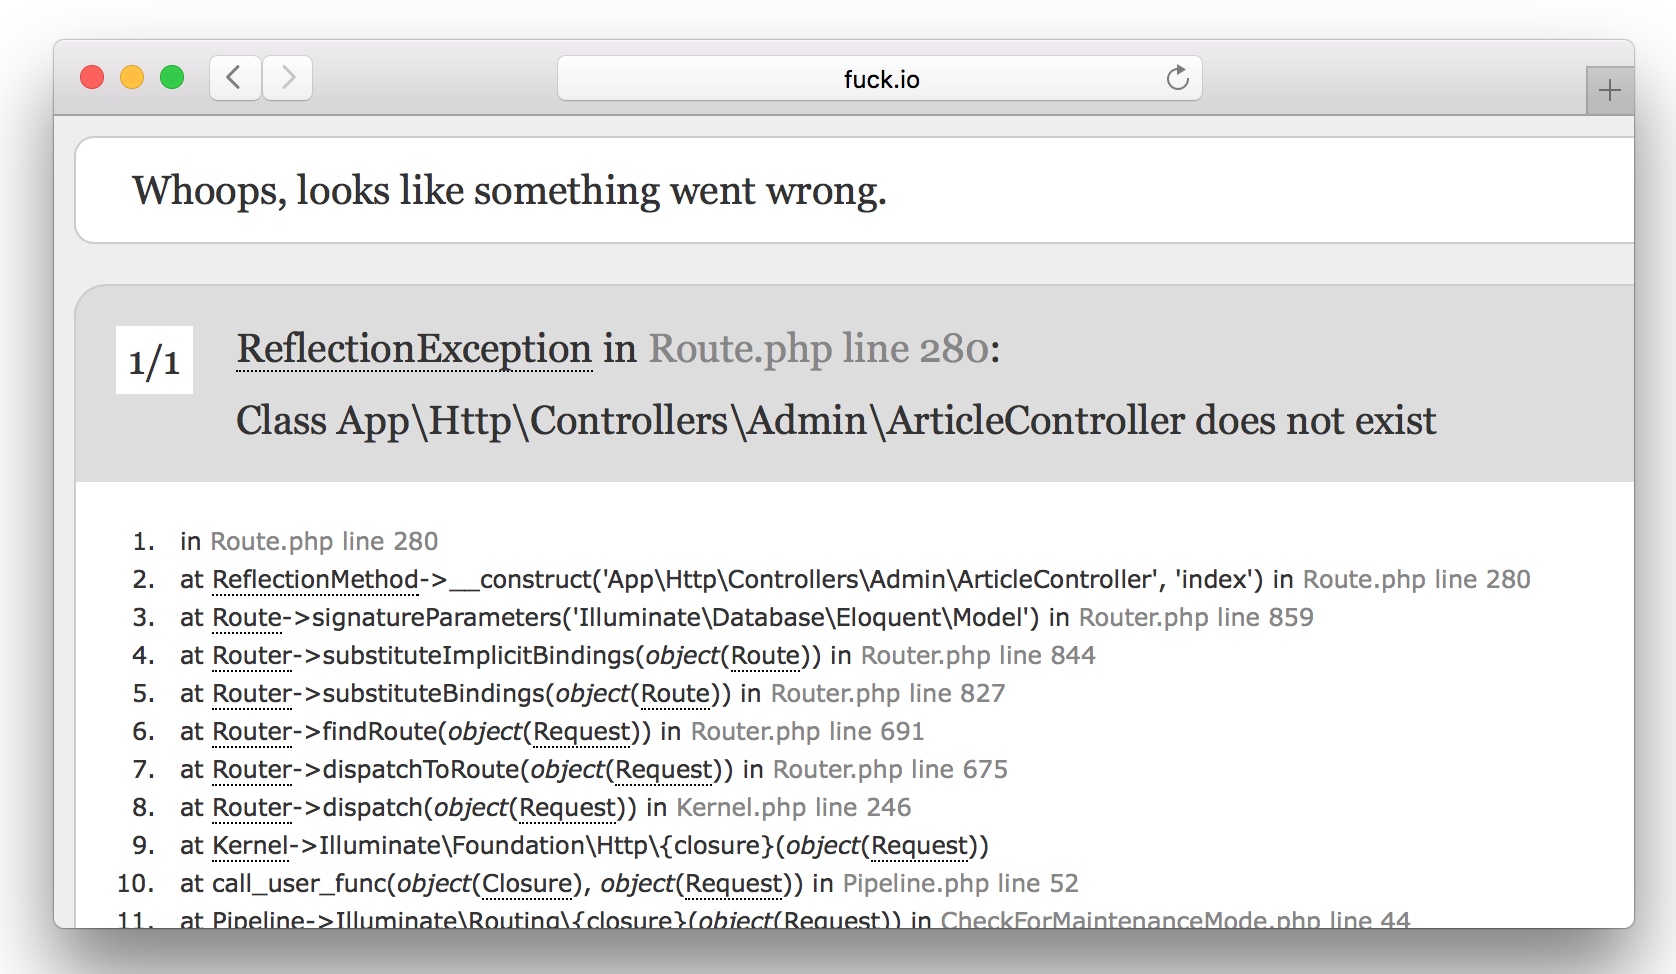 fuck.io
Whoops, looks like something went wrong.
1/1
ReflectionException in Route.php line 280:
Class App\Http\Controllers\Admin\ArticleController does not exist
1. in Route.php line 280
2. at ReflectionMethod->__construct('App\Http\Controllers\Admin\ArticleController', 'index') in Route.php line 280
3. at Route->signatureParameters('Illuminate\Database\Eloquent\Model') in Router.php line 859
4. at Router->substituteImplicitBindings(object(Route)) in Router.php line 844
5. at Router->substituteBindings(object(Route)) in Router.php line 827
6. at Router->findRoute(object(Request)) in Router.php line 691
7. at Router->dispatchToRoute(object(Request)) in Router.php line 675
8. at Router->dispatch(object(Request)) in Kernel.php line 246
9. at Kernel->Illuminate\Foundation\Http\{closure}(object(Request))
10. at call_user_func(object(Closure), object(Request)) in Pipeline.php line 52
11. at Pipeline->Illuminate\Routing\{closure}(object(Request)) in CheckForMaintenanceMode.php line 44